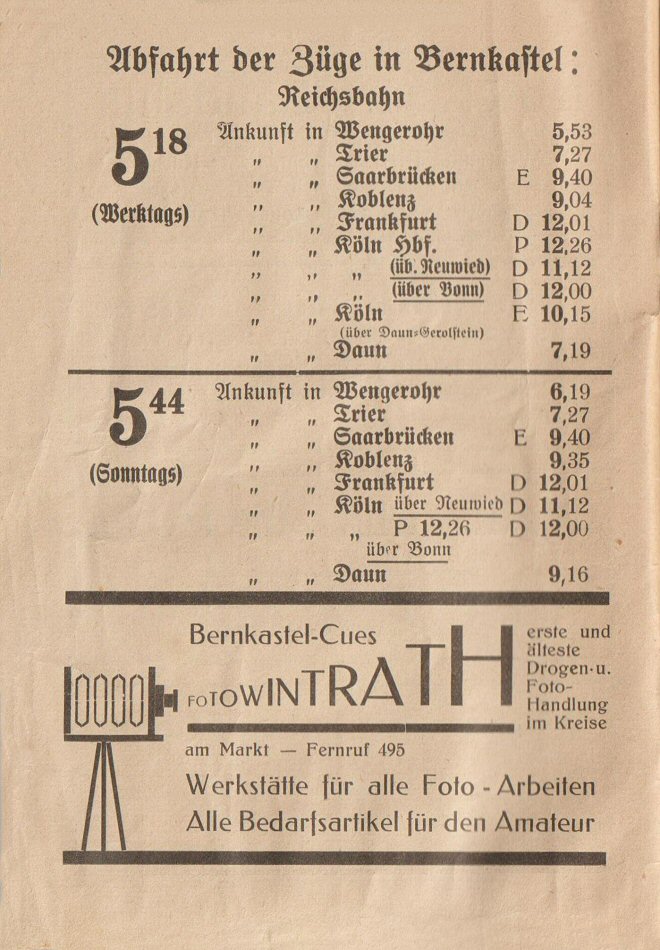 Abfahrt der Züge in Bernkastel:
Reichsbahn
5 18 Ankunft in Wengerohr 5,53
„ „ Trier 7,27
„ „ Saarbrücken E 9,40
(Werktags) „ „ Koblenz 9,04
„ „ Frankfurt D 12,01
„ „ Köln Hbf. P 12,26
„ „ „ (üb. Neuwied) D 11,12
„ „ „ (über Bonn) D 12,00
„ „ Köln E 10,15
(über Daun-Gerolstein)
„ „ Daun 7,19
5 44 Ankunft in Wengerohr 6,19
„ „ Trier 7,27
„ „ Saarbrücken E 9,40
(Sonntags) „ „ Koblenz 9,35
„ „ Frankfurt D 12,01
„ „ Köln über Neuwied D 11,12
„ „ „ P 12,26 D 12,00
über Bonn
„ „ Daun 9,16
Bernkastel-Cues
FOTO WINTRATH
erste und
älteste
Drogen- u.
Foto-
Handlung
im Kreise
am Markt — Fernruf 495
Werkstätte für alle Foto - Arbeiten
Alle Bedarfsartikel für den Amateur